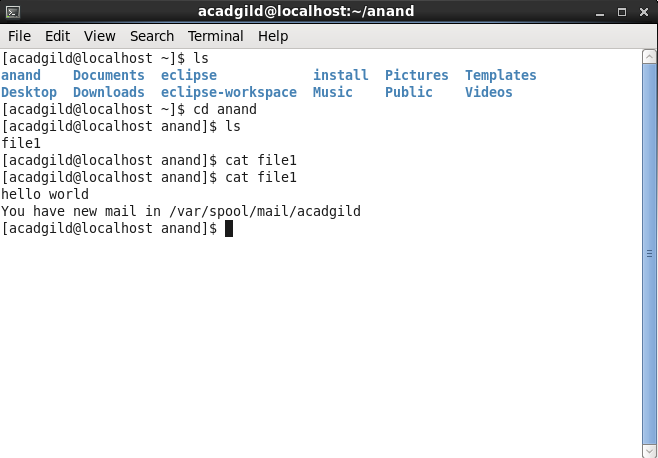 acadgild@localhost:~/anand
File Edit View Search Terminal Help
[acadgild@localhost ~]$ ls
anand    Documents  eclipse            install  Pictures  Templates
Desktop  Downloads  eclipse-workspace  Music    Public    Videos
[acadgild@localhost ~]$ cd anand
[acadgild@localhost anand]$ ls
file1
[acadgild@localhost anand]$ cat file1
[acadgild@localhost anand]$ cat file1
hello world
You have new mail in /var/spool/mail/acadgild
[acadgild@localhost anand]$